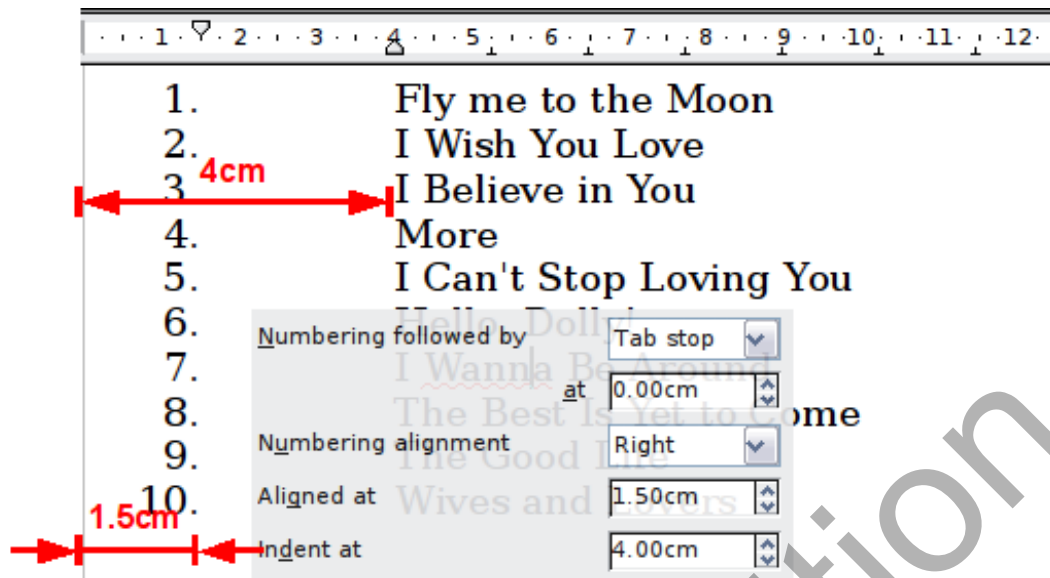 1 2 3 4 5 6 7 8 9 10 11 12
1. Fly me to the Moon
2. I Wish You Love
4cm
3 I Believe in You
4. More
5. I Can't Stop Loving You
6. Hello, Dolly!
Numbering followed by Tab stop
7. I Wanna Be Around
at 0.00cm
8. The Best Is Yet to Come
Numbering alignment Right
9. The Good Life
Aligned at 1.50cm
10. Wives and Lovers
1.5cm
Indent at 4.00cm